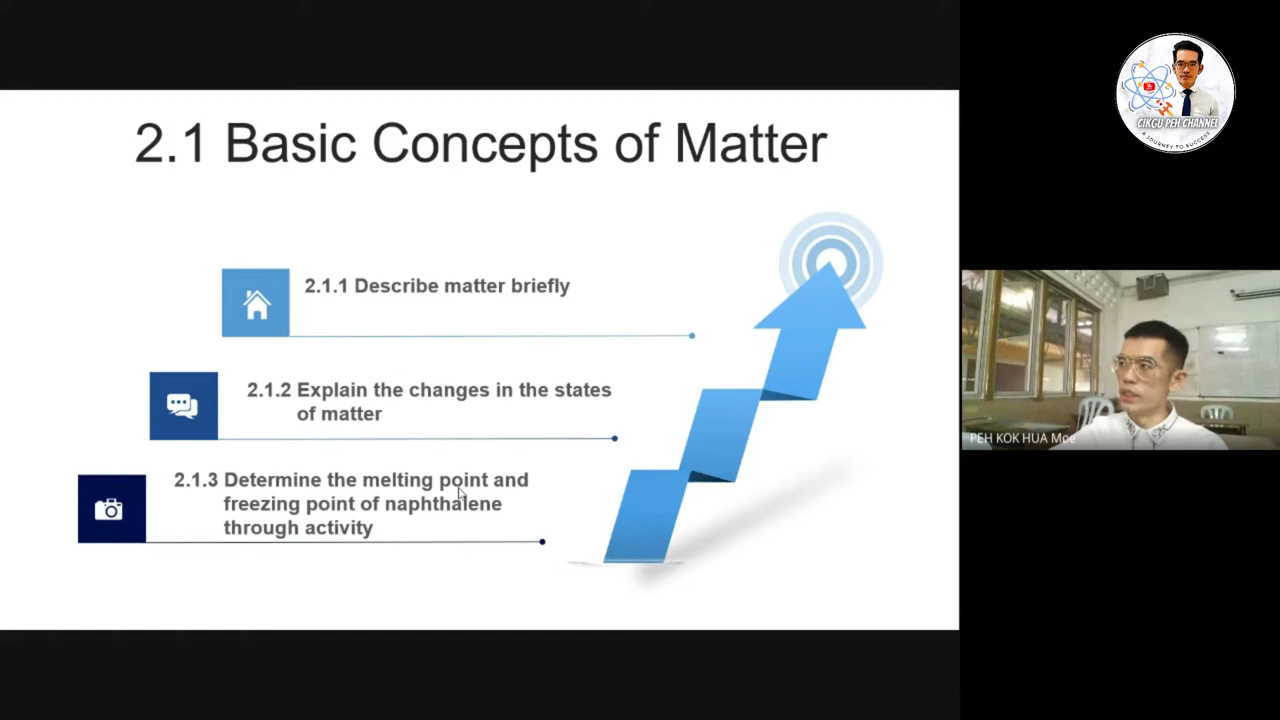 2.1 Basic Concepts of Matter
2.1.1 Describe matter briefly
2.1.2 Explain the changes in the states
of matter
2.1.3 Determine the melting point and
freezing point of naphthalene
through activity
CIKGU PEH CHANNEL
A JOURNEY TO SUCCESS
PEH KOK HUA Moe